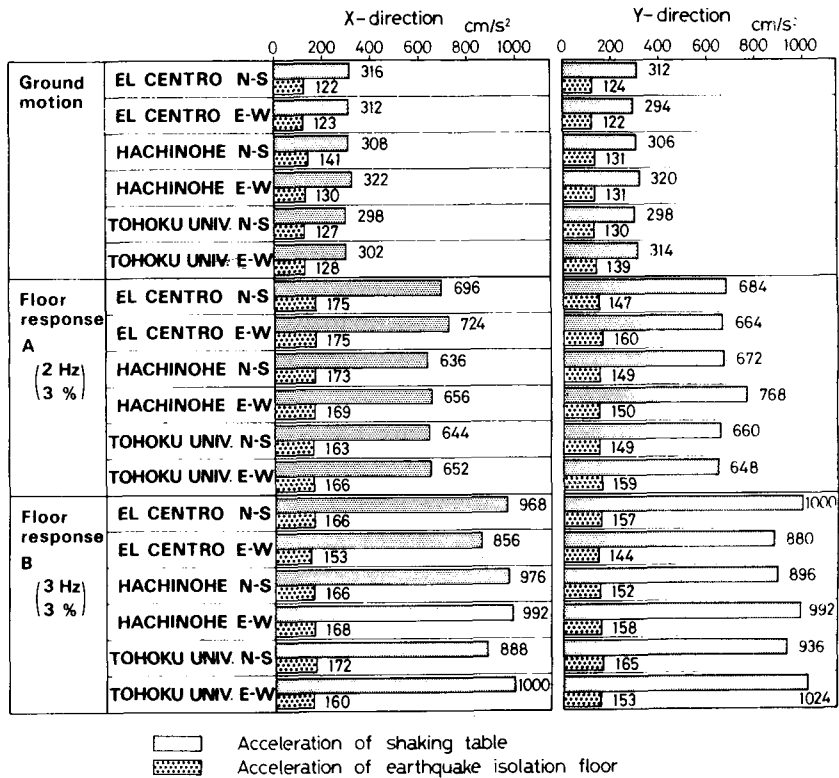 X-direction cm/s²
0 200 400 600 800 1000
Y-direction cm/s²
0 200 400 600 800 1000
Ground
motion
EL CENTRO N-S 316 312
122 124
EL CENTRO E-W 312 294
123 122
HACHINOHE N-S 308 306
141 131
HACHINOHE E-W 322 320
130 131
TOHOKU UNIV. N-S 298 298
127 130
TOHOKU UNIV. E-W 302 314
128 139
Floor
response
A
(2 Hz
3 %)
EL CENTRO N-S 696 684
175 147
EL CENTRO E-W 724 664
175 160
HACHINOHE N-S 636 672
173 149
HACHINOHE E-W 656 768
169 150
TOHOKU UNIV. N-S 644 660
163 149
TOHOKU UNIV. E-W 652 648
166 159
Floor
response
B
(3 Hz
3 %)
EL CENTRO N-S 968 1000
166 157
EL CENTRO E-W 856 880
153 144
HACHINOHE N-S 976 896
166 152
HACHINOHE E-W 992 992
168 158
TOHOKU UNIV. N-S 888 936
172 165
TOHOKU UNIV. E-W 1000 1024
160 153
Acceleration of shaking table
Acceleration of earthquake isolation floor